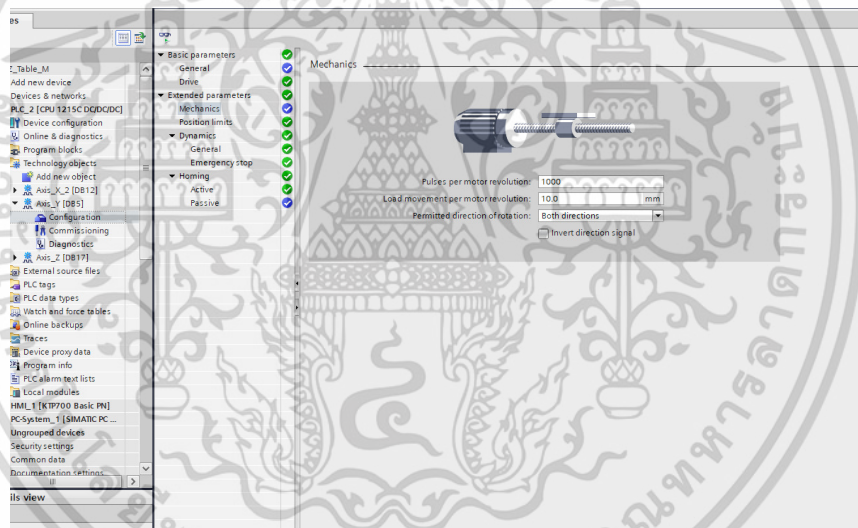 es
E_Table_M
Add new device
Devices & networks
PLC_2 [CPU 1215C DC/DC/DC]
Device configuration
Online & diagnostics
Program blocks
Technology objects
Add new object
Axis_X_2 [DB12]
Axis_Y [DB5]
Configuration
Commissioning
Diagnostics
Axis_Z [DB17]
External source files
PLC tags
PLC data types
Watch and force tables
Online backups
Traces
Device proxy data
Program info
PLC alarm text lists
Local modules
HMI_1 [KTP700 Basic PN]
PC-System_1 [SIMATIC PC ...
Ungrouped devices
Security settings
Common data
Documentation settings
ils view
Basic parameters
General
Drive
Extended parameters
Mechanics
Position limits
Dynamics
General
Emergency stop
Homing
Active
Passive
Mechanics
Pulses per motor revolution: 1000
Load movement per motor revolution: 10.0 mm
Permitted direction of rotation: Both directions
Invert direction signal